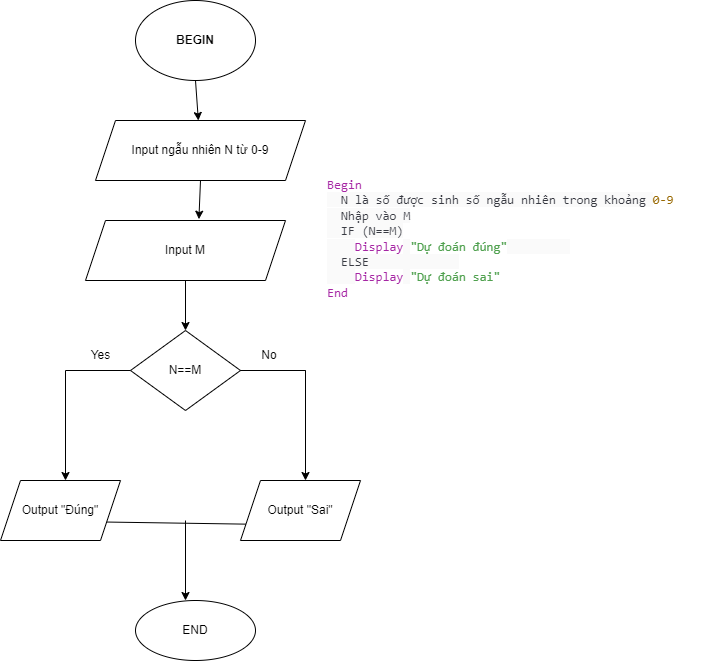 BEGIN
Input ngẫu nhiên N từ 0-9
Input M
Yes
No
N==M
Output "Đúng"
Output "Sai"
END
Begin
N là số được sinh số ngẫu nhiên trong khoảng 0-9
Nhập vào M
IF (N==M)
Display "Dự đoán đúng"
ELSE
Display "Dự đoán sai"
End